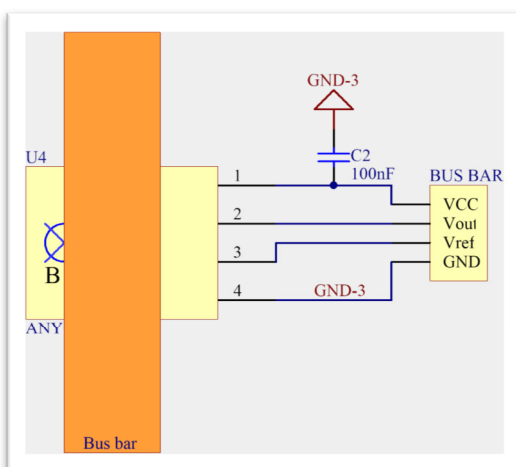 GND-3
C2
100nF
U4
1
2
3
4
BUS BAR
VCC
Vout
Vref
GND
GND-3
B
ANY
Bus bar